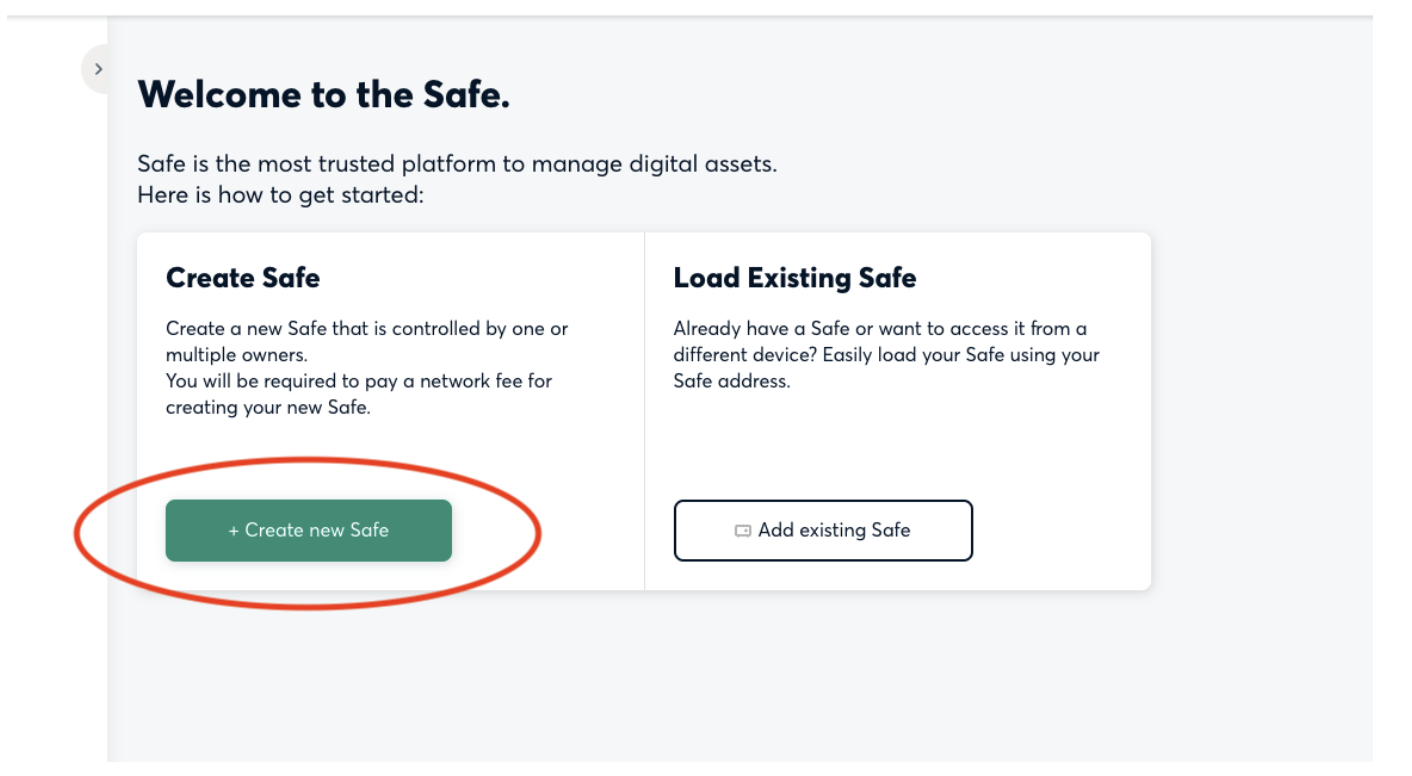 Welcome to the Safe.
Safe is the most trusted platform to manage digital assets.
Here is how to get started:
Create Safe
Create a new Safe that is controlled by one or
multiple owners.
You will be required to pay a network fee for
creating your new Safe.
+ Create new Safe
Load Existing Safe
Already have a Safe or want to access it from a
different device? Easily load your Safe using your
Safe address.
Add existing Safe